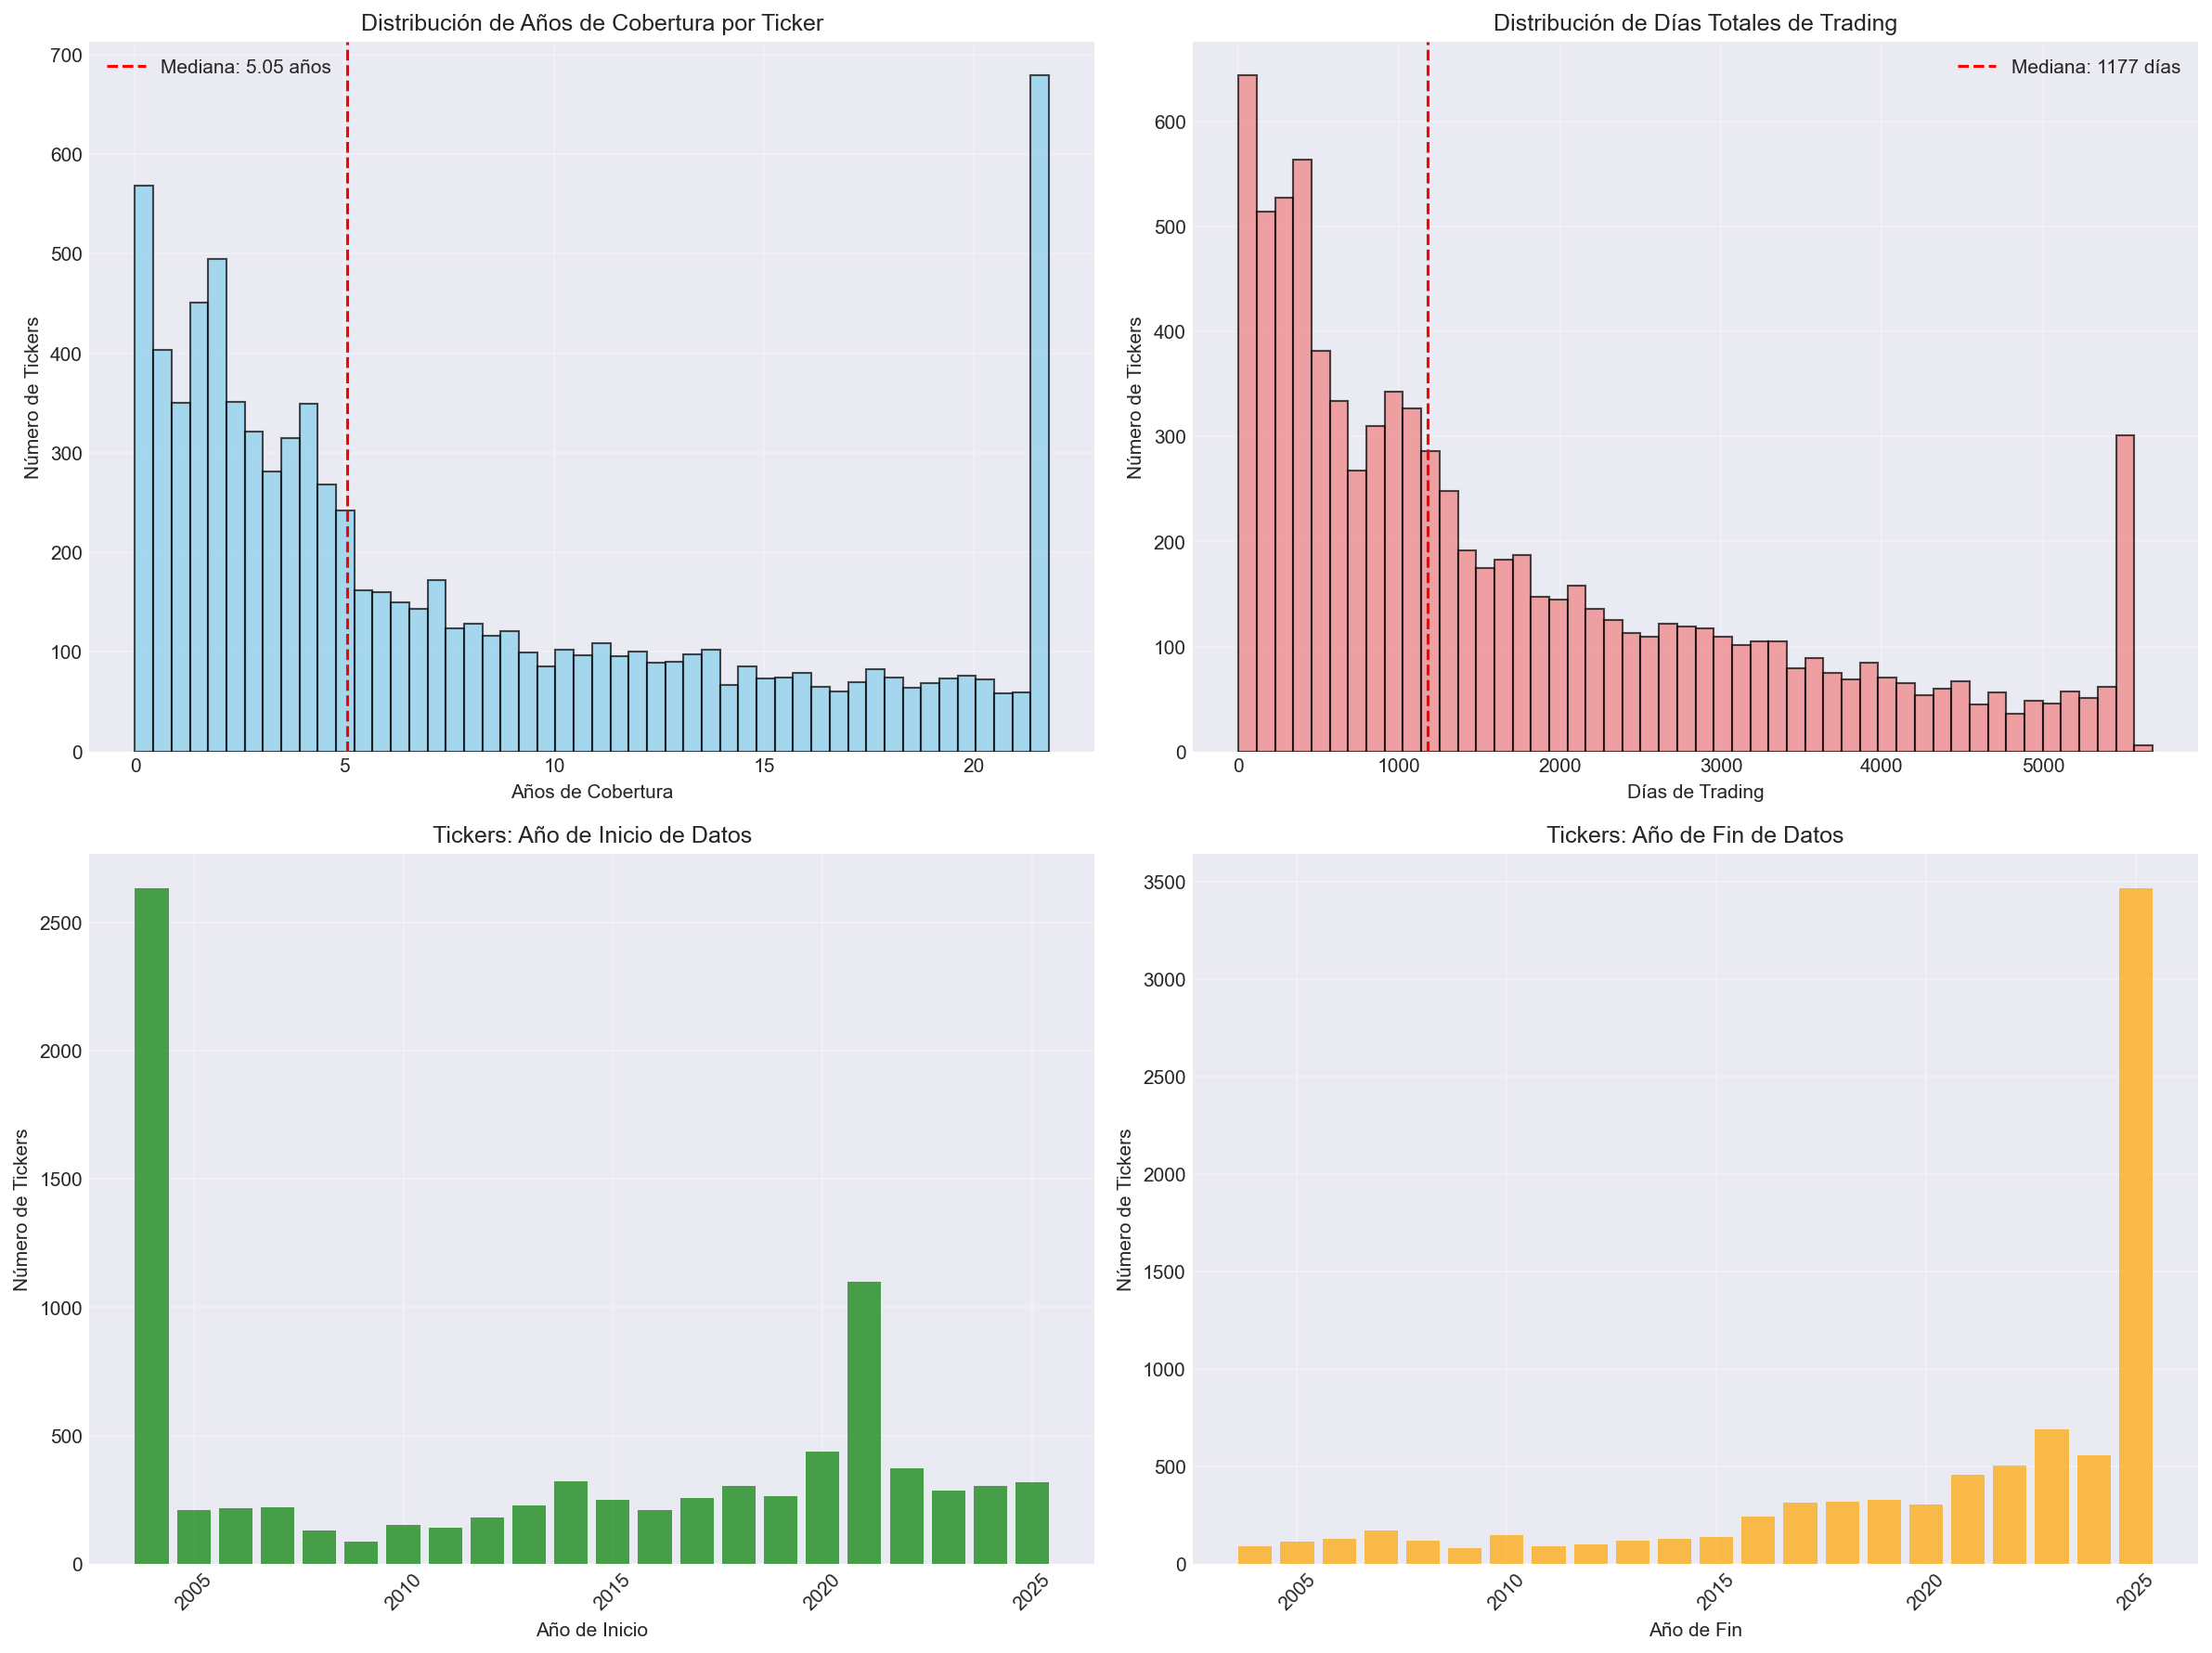 Distribución de Años de Cobertura por Ticker
Mediana: 5.05 años
Número de Tickers
700
600
500
400
300
200
100
0
0 5 10 15 20
Años de Cobertura
Distribución de Días Totales de Trading
Mediana: 1177 días
Número de Tickers
600
500
400
300
200
100
0
0 1000 2000 3000 4000 5000
Días de Trading
Tickers: Año de Inicio de Datos
Número de Tickers
2500
2000
1500
1000
500
0
2005 2010 2015 2020 2025
Año de Inicio
Tickers: Año de Fin de Datos
Número de Tickers
3500
3000
2500
2000
1500
1000
500
0
2005 2010 2015 2020 2025
Año de Fin